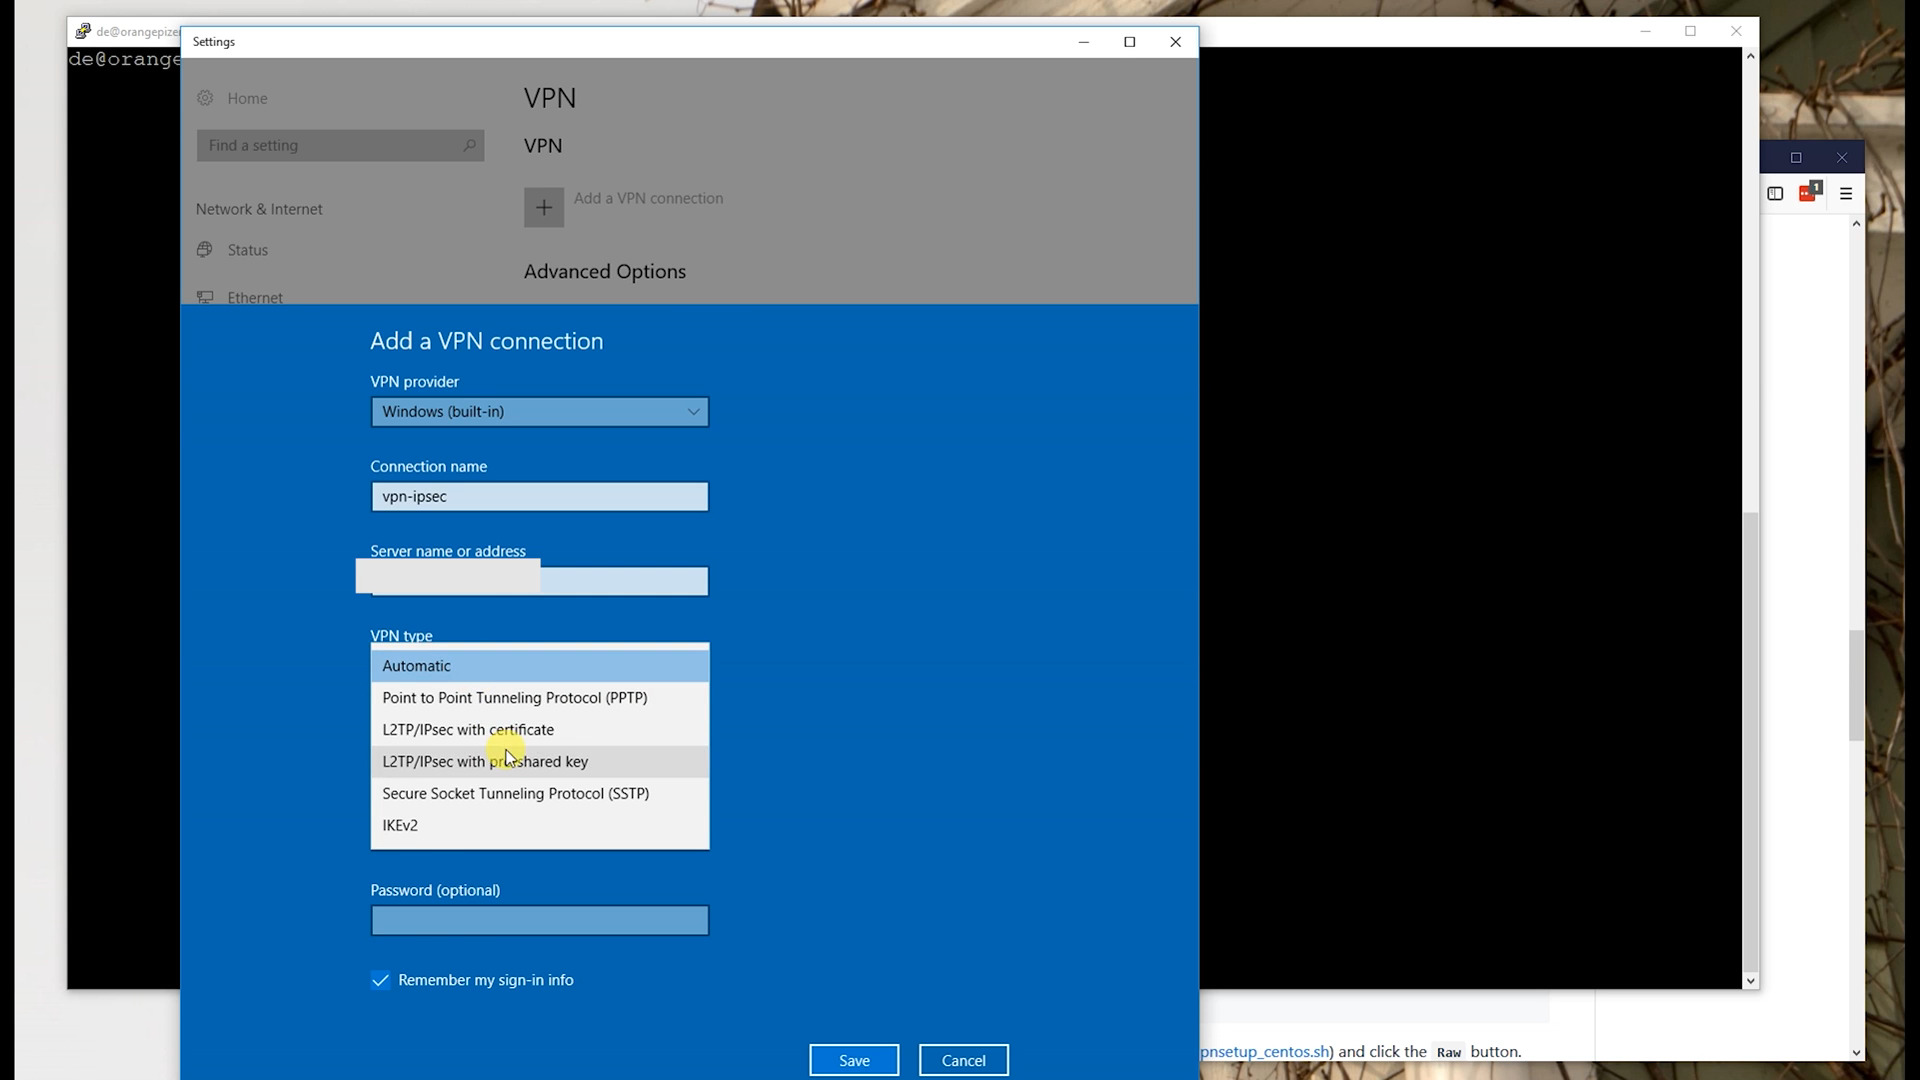 de@orangepize
Settings
de@orange
Home
VPN
Find a setting
VPN
Add a VPN connection
Network & Internet
Status
Advanced Options
Ethernet
1
Add a VPN connection
VPN provider
Windows (built-in)
Connection name
vpn-ipsec
Server name or address
VPN type
Automatic
Point to Point Tunneling Protocol (PPTP)
L2TP/IPsec with certificate
L2TP/IPsec with pre-shared key
Secure Socket Tunneling Protocol (SSTP)
IKEv2
Password (optional)
Remember my sign-in info
Save
Cancel
pnsetup_centos.sh) and click the Raw button.